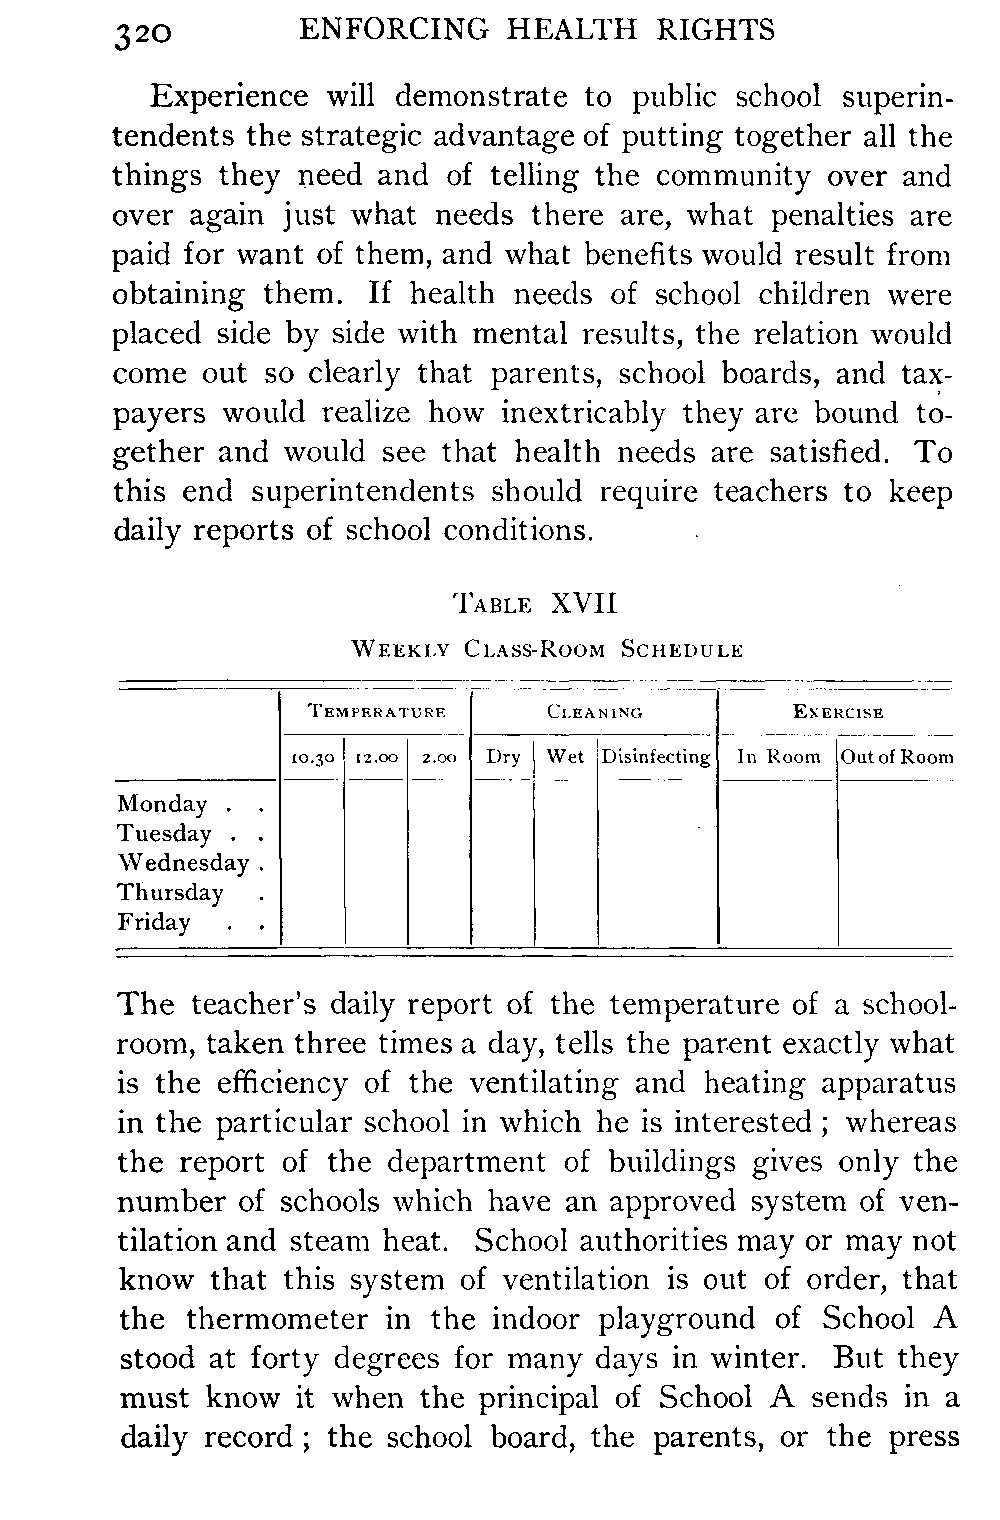 320 ENFORCING HEALTH RIGHTS
Experience will demonstrate to public school superin-
tendents the strategic advantage of putting together all the
things they need and of telling the community over and
over again just what needs there are, what penalties are
paid for want of them, and what benefits would result from
obtaining them. If health needs of school children were
placed side by side with mental results, the relation would
come out so clearly that parents, school boards, and tax-
payers would realize how inextricably they are bound to-
gether and would see that health needs are satisfied. To
this end superintendents should require teachers to keep
daily reports of school conditions.
TABLE XVII
WEEKLY CLASS-ROOM SCHEDULE
TEMPERATURE CLEANING EXERCISE
10.30 12.00 2.00 Dry Wet Disinfecting In Room Out of Room
Monday . .
Tuesday . .
Wednesday .
Thursday .
Friday . .
The teacher's daily report of the temperature of a school-
room, taken three times a day, tells the parent exactly what
is the efficiency of the ventilating and heating apparatus
in the particular school in which he is interested; whereas
the report of the department of buildings gives only the
number of schools which have an approved system of ven-
tilation and steam heat. School authorities may or may not
know that this system of ventilation is out of order, that
the thermometer in the indoor playground of School A
stood at forty degrees for many days in winter. But they
must know it when the principal of School A sends in a
daily record; the school board, the parents, or the press